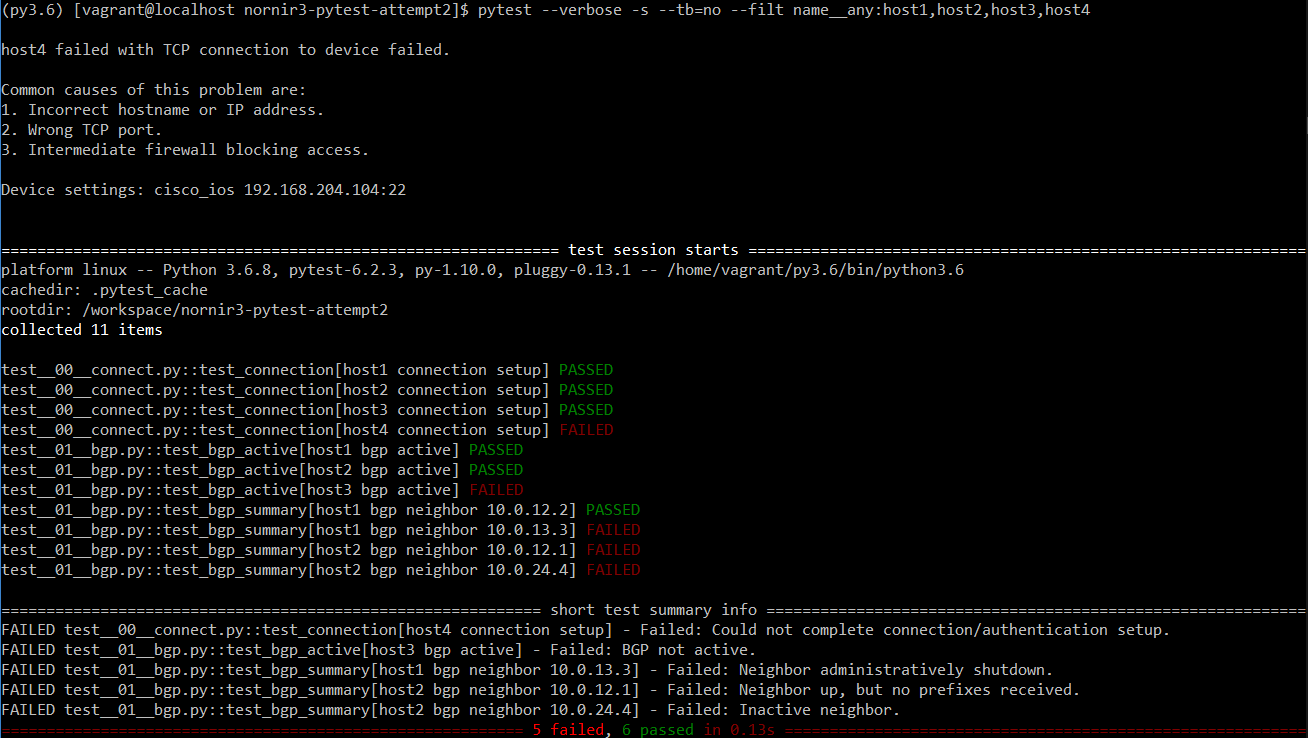 (py3.6) [vagrant@localhost nornir3-pytest-attempt2]$ pytest --verbose -s --tb=no --filt name__any:host1,host2,host3,host4
host4 failed with TCP connection to device failed.
Common causes of this problem are:
1. Incorrect hostname or IP address.
2. Wrong TCP port.
3. Intermediate firewall blocking access.
Device settings: cisco_ios 192.168.204.104:22
============================================================== test session starts ==============================================================
platform linux -- Python 3.6.8, pytest-6.2.3, py-1.10.0, pluggy-0.13.1 -- /home/vagrant/py3.6/bin/python3.6
cachedir: .pytest_cache
rootdir: /workspace/nornir3-pytest-attempt2
collected 11 items
test__00__connect.py::test_connection[host1 connection setup] PASSED
test__00__connect.py::test_connection[host2 connection setup] PASSED
test__00__connect.py::test_connection[host3 connection setup] PASSED
test__00__connect.py::test_connection[host4 connection setup] FAILED
test__01__bgp.py::test_bgp_active[host1 bgp active] PASSED
test__01__bgp.py::test_bgp_active[host2 bgp active] PASSED
test__01__bgp.py::test_bgp_active[host3 bgp active] FAILED
test__01__bgp.py::test_bgp_summary[host1 bgp neighbor 10.0.12.2] PASSED
test__01__bgp.py::test_bgp_summary[host1 bgp neighbor 10.0.13.3] FAILED
test__01__bgp.py::test_bgp_summary[host2 bgp neighbor 10.0.12.1] FAILED
test__01__bgp.py::test_bgp_summary[host2 bgp neighbor 10.0.24.4] FAILED
============================================================ short test summary info ============================================================
FAILED test__00__connect.py::test_connection[host4 connection setup] - Failed: Could not complete connection/authentication setup.
FAILED test__01__bgp.py::test_bgp_active[host3 bgp active] - Failed: BGP not active.
FAILED test__01__bgp.py::test_bgp_summary[host1 bgp neighbor 10.0.13.3] - Failed: Neighbor administratively shutdown.
FAILED test__01__bgp.py::test_bgp_summary[host2 bgp neighbor 10.0.12.1] - Failed: Neighbor up, but no prefixes received.
FAILED test__01__bgp.py::test_bgp_summary[host2 bgp neighbor 10.0.24.4] - Failed: Inactive neighbor.
========================================================== 5 failed, 6 passed in 0.13s ==========================================================